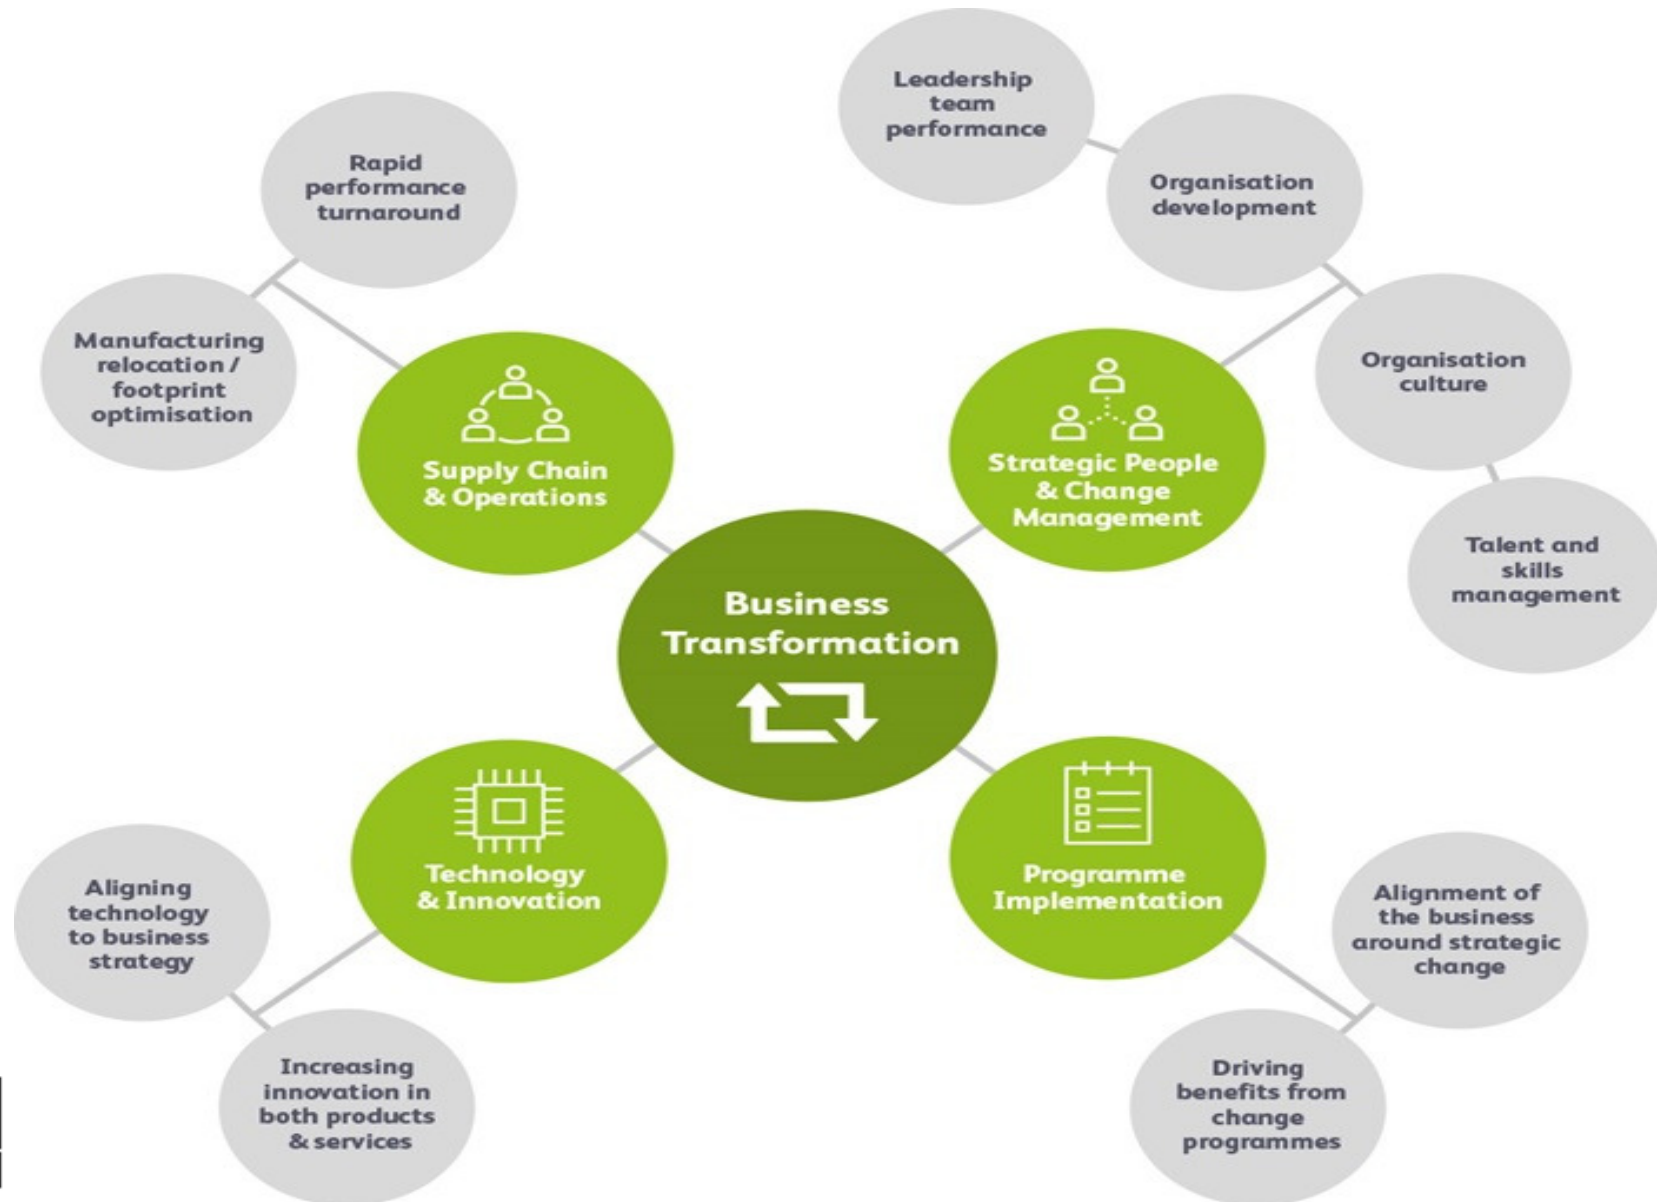 Leadership
team
performance
Rapid
performance
turnaround
Organisation
development
Manufacturing
relocation /
footprint
optimisation
Organisation
culture
Supply Chain
& Operations
Strategic People
& Change
Management
Talent and
skills
management
Business
Transformation
Technology
& Innovation
Programme
Implementation
Aligning
technology
to business
strategy
Alignment of
the business
around strategic
change
Increasing
innovation in
both products
& services
Driving
benefits from
change
programmes